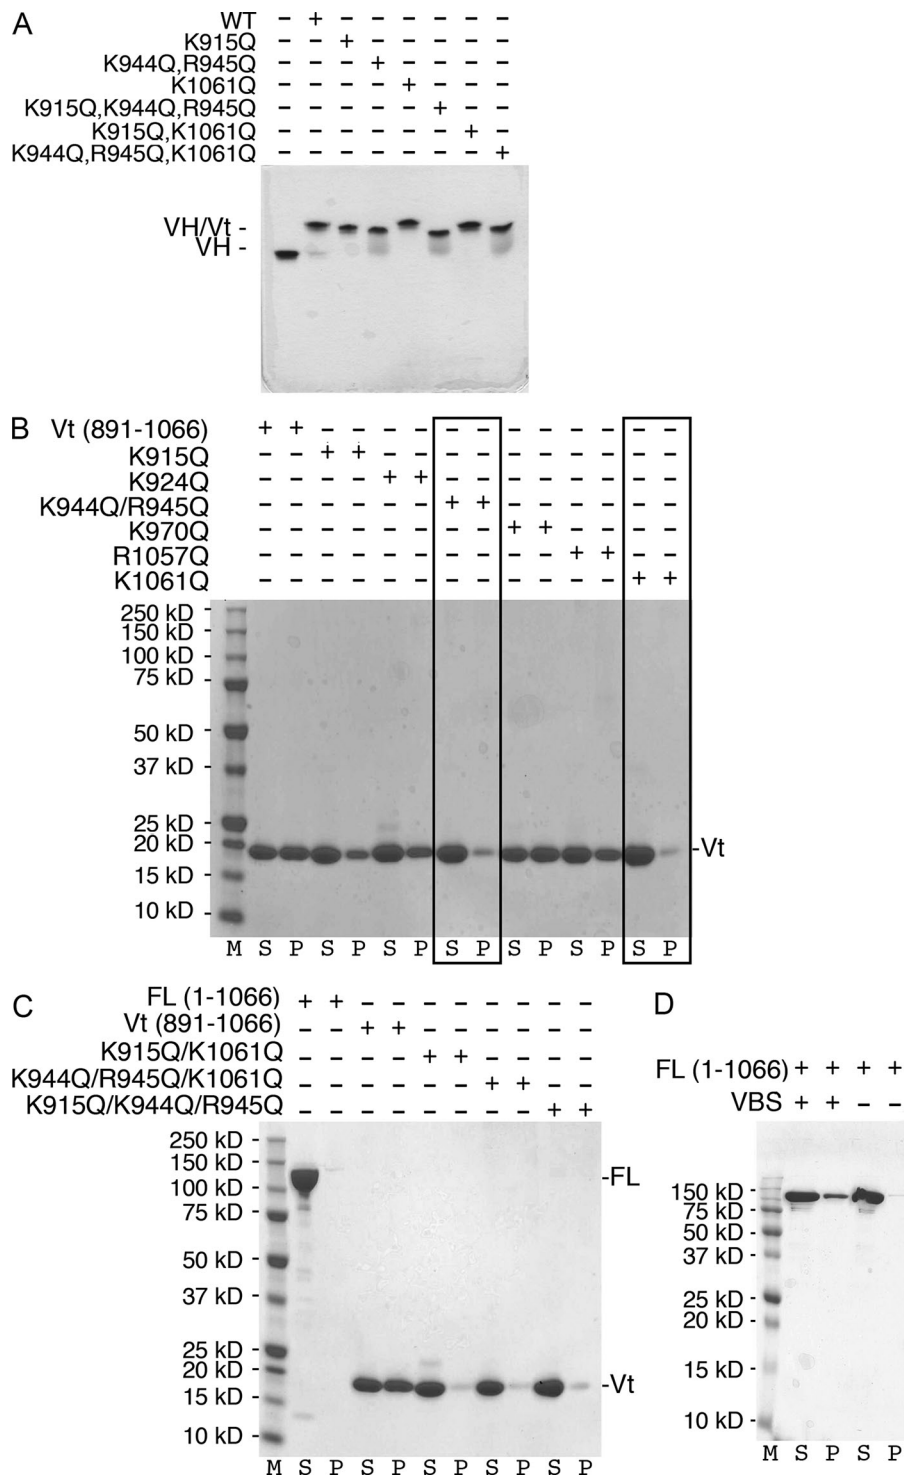 A
WT - + - - - - - -
K915Q - - + - - - - -
K944Q,R945Q - - - + - - - -
K1061Q - - - - + - - -
K915Q,K944Q,R945Q - - - - - + - -
K915Q,K1061Q - - - - - - + -
K944Q,R945Q,K1061Q - - - - - - - +
VH/Vt -
VH -
B
Vt (891-1066) + + - - - - - - - - - - - -
K915Q - - + + - - - - - - - - - -
K924Q - - - - + + - - - - - - - -
K944Q/R945Q - - - - - - + + - - - - - -
K970Q - - - - - - - - + + - - - -
R1057Q - - - - - - - - - - + + - -
K1061Q - - - - - - - - - - - - + +
250 kD -
150 kD -
100 kD -
75 kD -
50 kD -
37 kD -
25 kD -
20 kD -
-Vt
15 kD -
10 kD -
M S P S P S P S P S P S P S P
C
FL (1-1066) + + - - - - - - - -
Vt (891-1066) - - + + - - - - - -
K915Q/K1061Q - - - - + + - - - -
K944Q/R945Q/K1061Q - - - - - - + + - -
K915Q/K944Q/R945Q - - - - - - - - + +
250 kD -
150 kD -
-FL
100 kD -
75 kD -
50 kD -
37 kD -
25 kD -
20 kD -
-Vt
15 kD -
10 kD -
M S P S P S P S P S P
D
FL (1-1066) + + + +
VBS + + - -
150 kD -
75 kD -
50 kD -
37 kD -
25 kD -
20 kD -
15 kD -
10 kD -
M S P S P